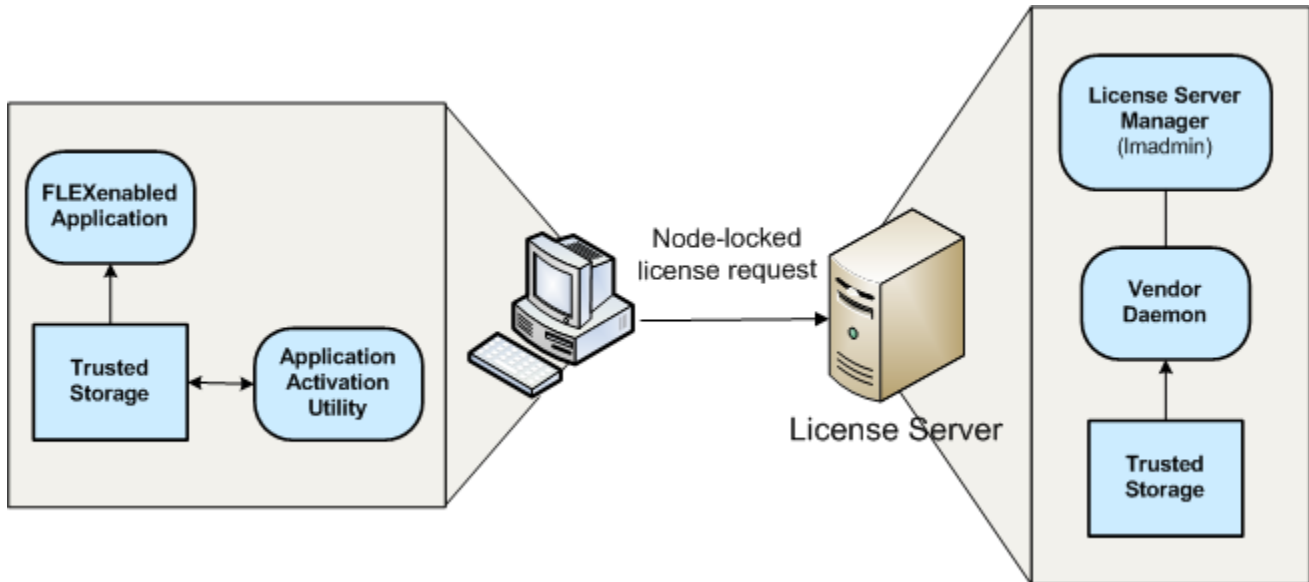 FLEXenabled
Application
Trusted
Storage
Application
Activation
Utility
Node-locked
license request
License Server
License Server
Manager
(lmadmin)
Vendor
Daemon
Trusted
Storage